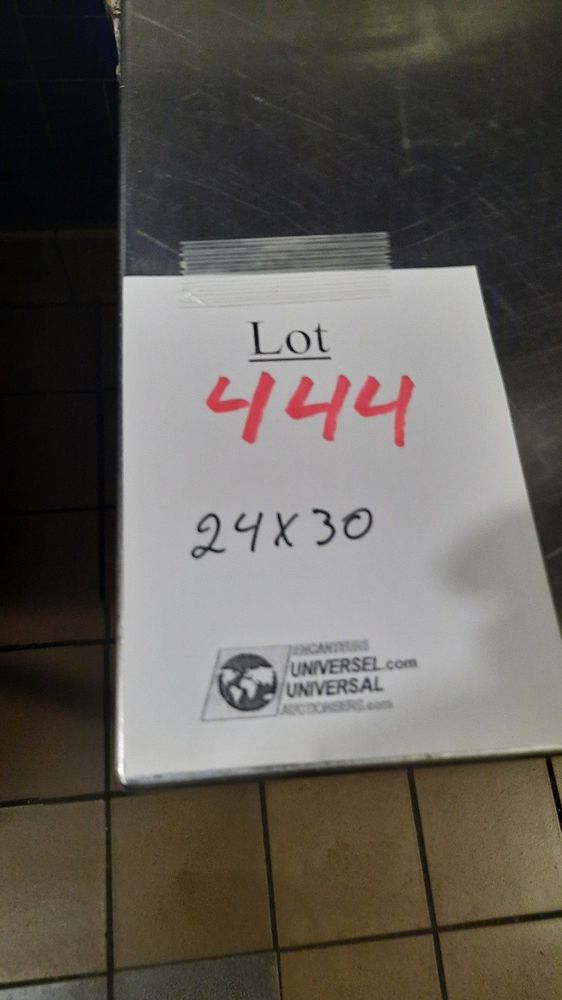 Lot
444
24X30
ENCANTEURS
UNIVERSEL.com
UNIVERSAL
AUCTIONEERS.com